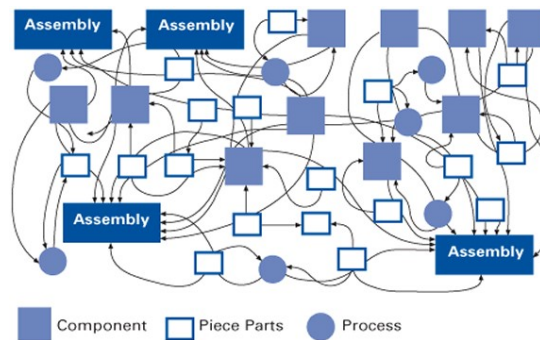 Assembly
Assembly
Assembly
Assembly
Component
Piece Parts
Process